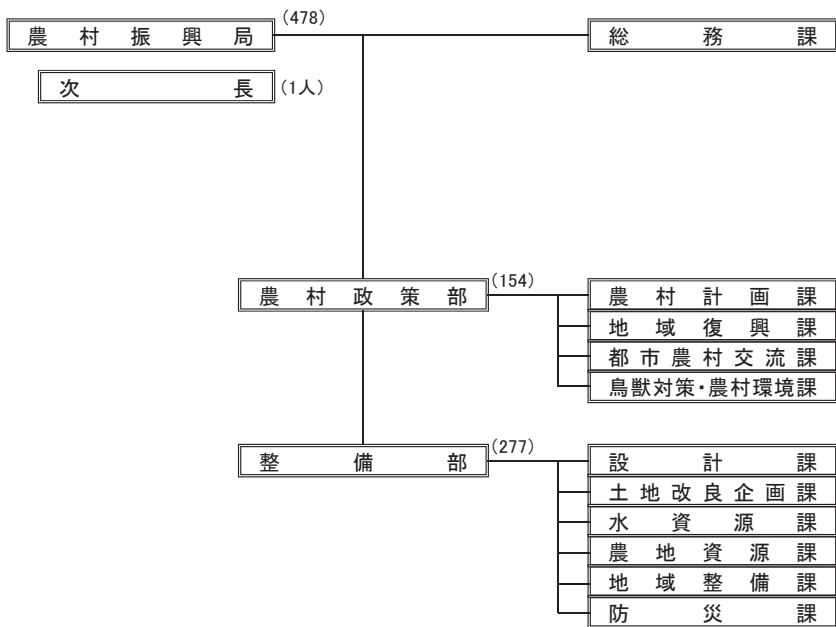 農村振興局 (478) 総務課
次長 (1人)
農村政策部 (154) 農村計画課
地域復興課
都市農村交流課
鳥獣対策・農村環境課
整備部 (277) 設計課
土地改良企画課
水資源課
農地資源課
地域整備課
防災課